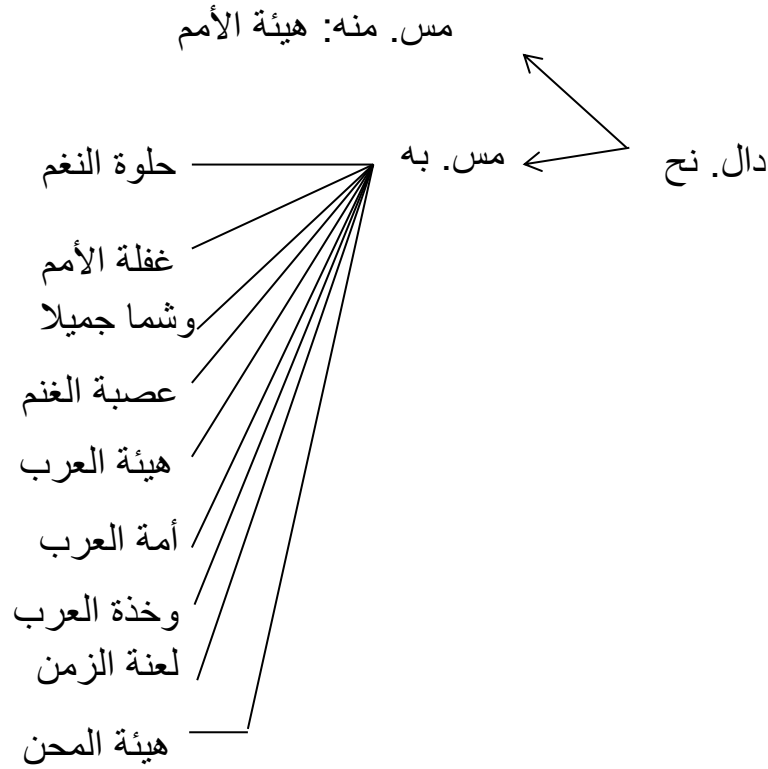 مس. منه: هيئة الأمم
دال. نح
مس. به
حلوة النغم
غفلة الأمم
وشما جميلا
عصبة الغنم
هيئة العرب
أمة العرب
وخذة العرب
لعنة الزمن
هيئة المحن